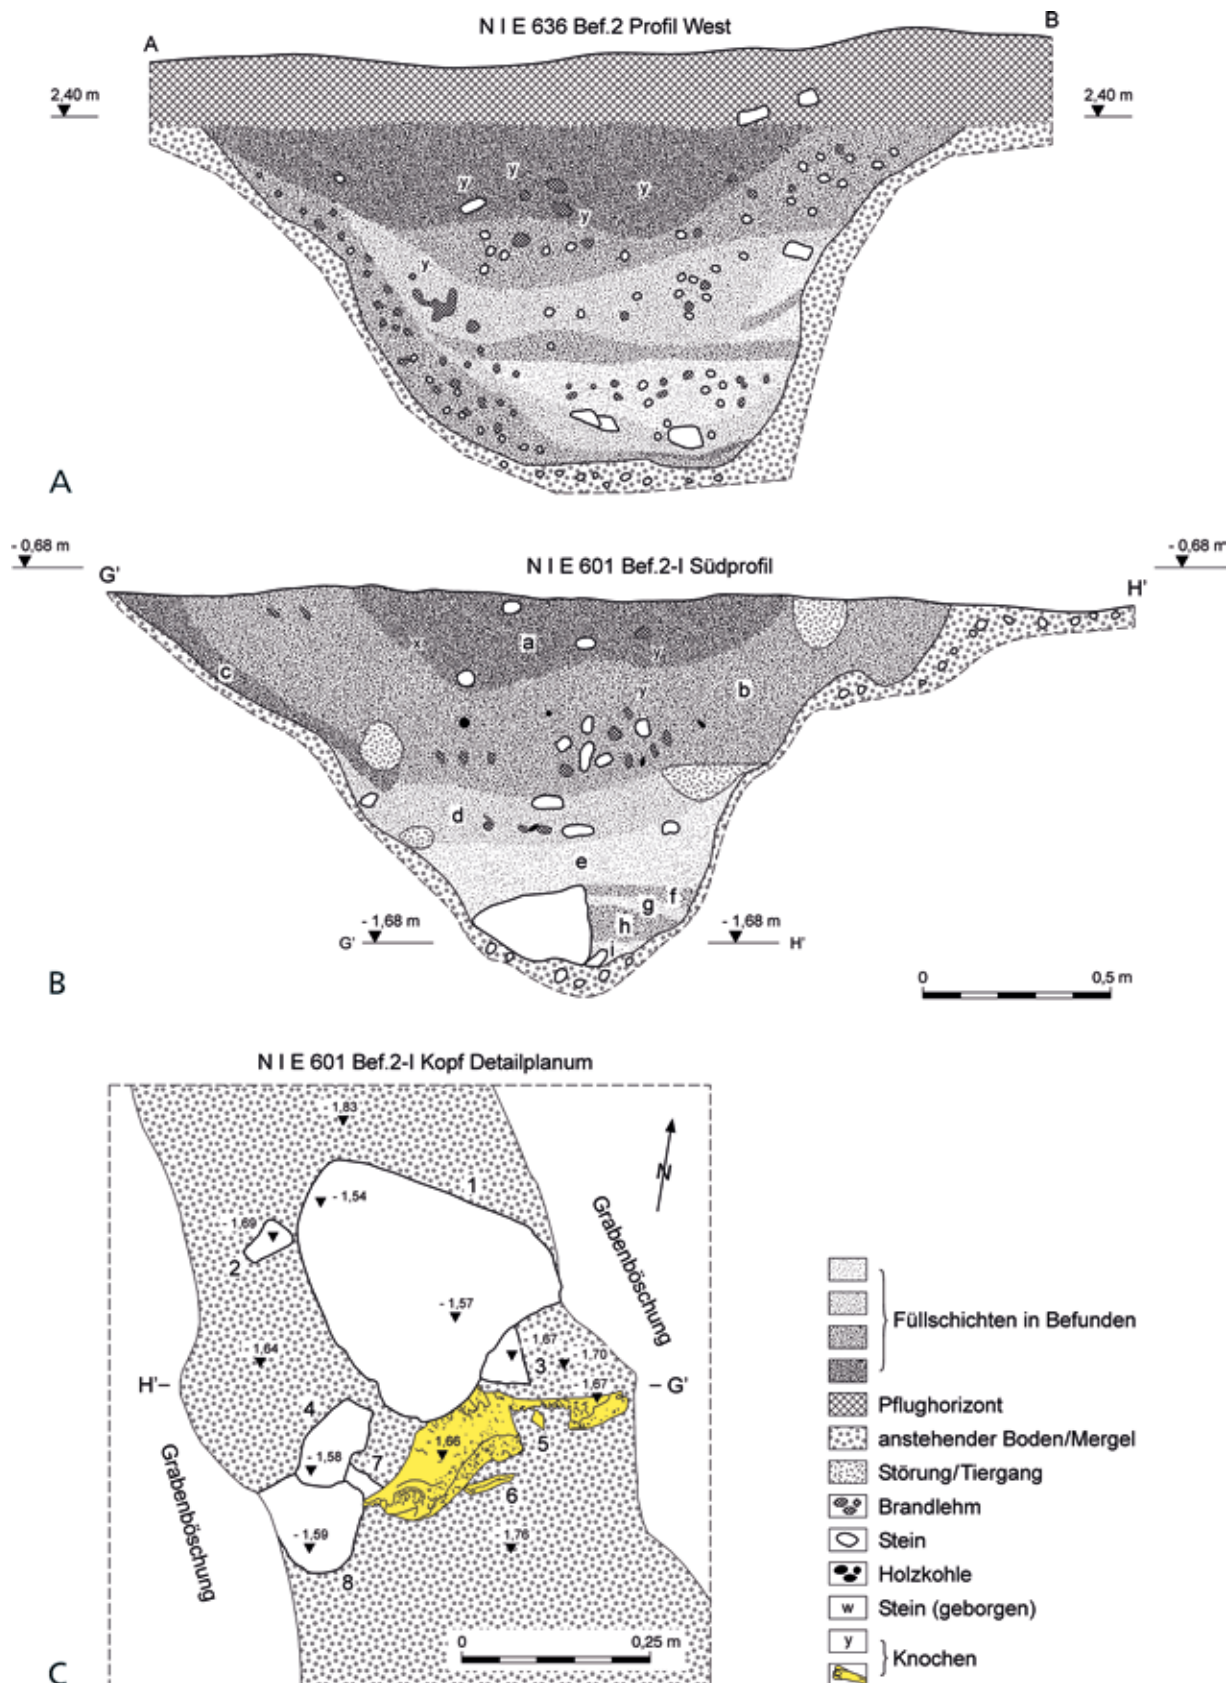 N I E 636 Bef.2 Profil West
A B
2,40 m 2,40 m
y y y
y
y
A
- 0,68 m - 0,68 m
N I E 601 Bef.2-I Südprofil
G' H'
a
x y
c y b
d
e
f
g
h
- 1,68 m - 1,68 m
G' H'
i
0 0,5 m
B
N I E 601 Bef.2-I Kopf Detailplanum
1,83
N
- 1,54 1
- 1,69
2
Grabenböschung
- 1,57
1,67
1,64 3 1,70
- 1,67
H' G'
4
5
1,66
- 1,58 7
6
Grabenböschung
- 1,59 - 1,76
8
0 0,25 m
C
Füllschichten in Befunden
Pflughorizont
anstehender Boden/Mergel
Störung/Tiergang
Brandlehm
Stein
Holzkohle
w Stein (geborgen)
y
Knochen